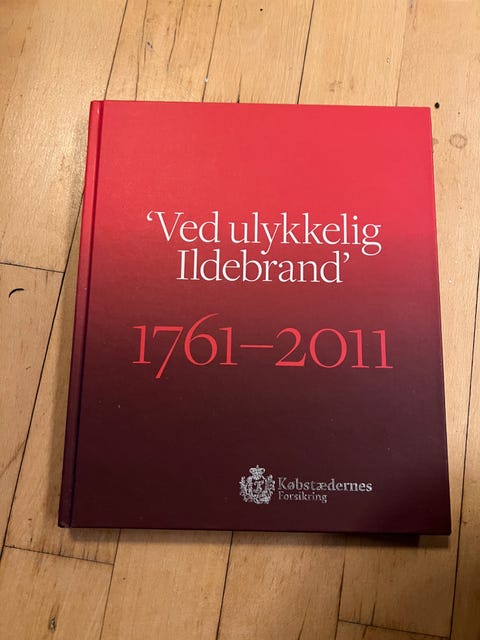 ‘Ved ulykkelig
Ildebrand’
1761–2011
Købstædernes
Forsikring